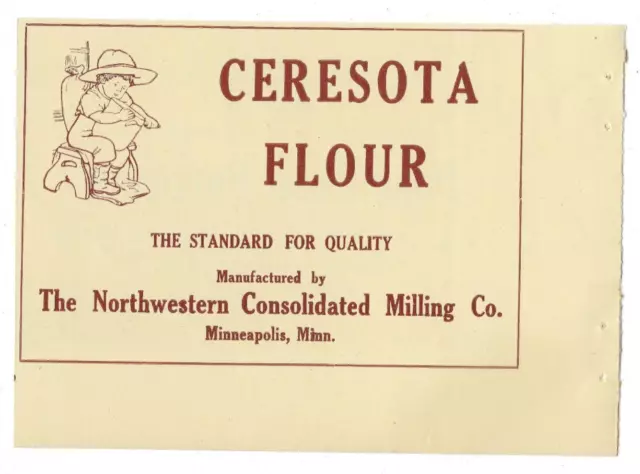 CERESOTA
FLOUR
THE STANDARD FOR QUALITY
Manufactured by
The Northwestern Consolidated Milling Co.
Minneapolis, Minn.